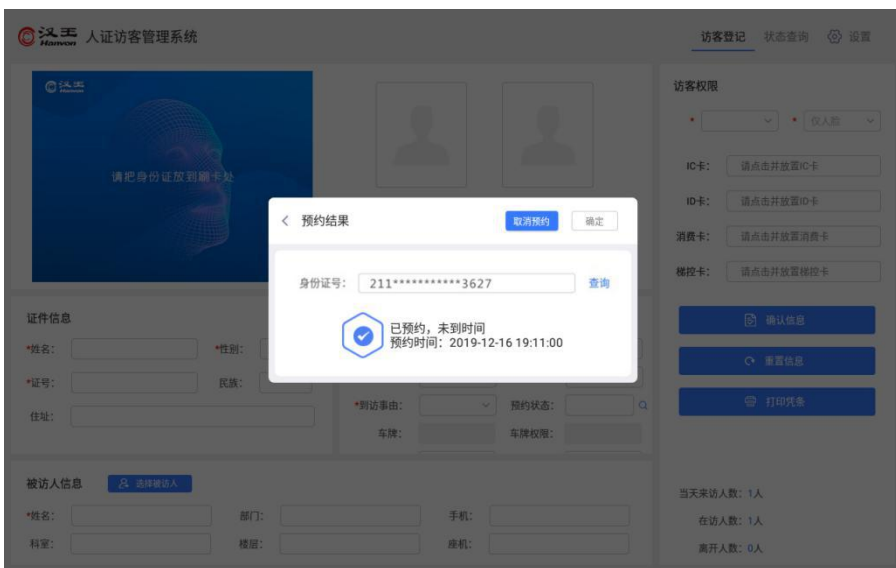 汉王 Hanvon 人证访客管理系统
访客登记 状态查询 设置
汉王 Hanvon
请把身份证放到刷卡处
访客权限
* * 仅人脸
IC卡： 请点击并放置IC卡
ID卡： 请点击并放置ID卡
消费卡： 请点击并放置消费卡
梯控卡： 请点击并放置梯控卡
确认信息
重置信息
打印凭条
预约结果 取消预约 确定
身份证号： 211***********3627 查询
已预约，未到时间
预约时间：2019-12-16 19:11:00
证件信息
*姓名： *性别：
*证号： 民族：
住址：
*到访事由： 预约状态：
车牌： 车牌权限：
被访人信息 选择被访人
*姓名： 部门： 手机：
科室： 楼层： 座机：
当天来访人数：1人
在访人数：1人
离开人数：0人